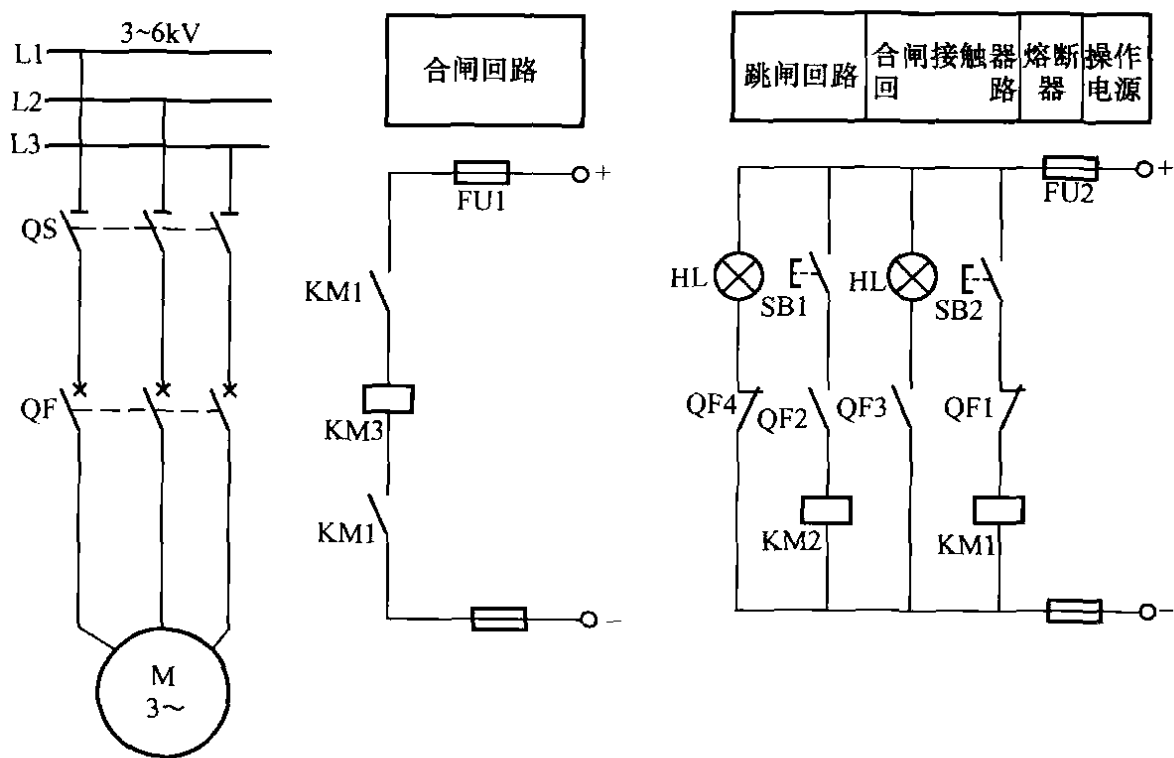 3~6kV
L1
L2
L3
QS
QF
M
3～
合闸回路
FU1
+
KM1
KM3
KM1
−
跳闸回路
合闸接触器
回 路
熔断
器
操作
电源
+
FU2
HL
SB1
HL
SB2
QF4
QF2
QF3
QF1
KM2
KM1
−